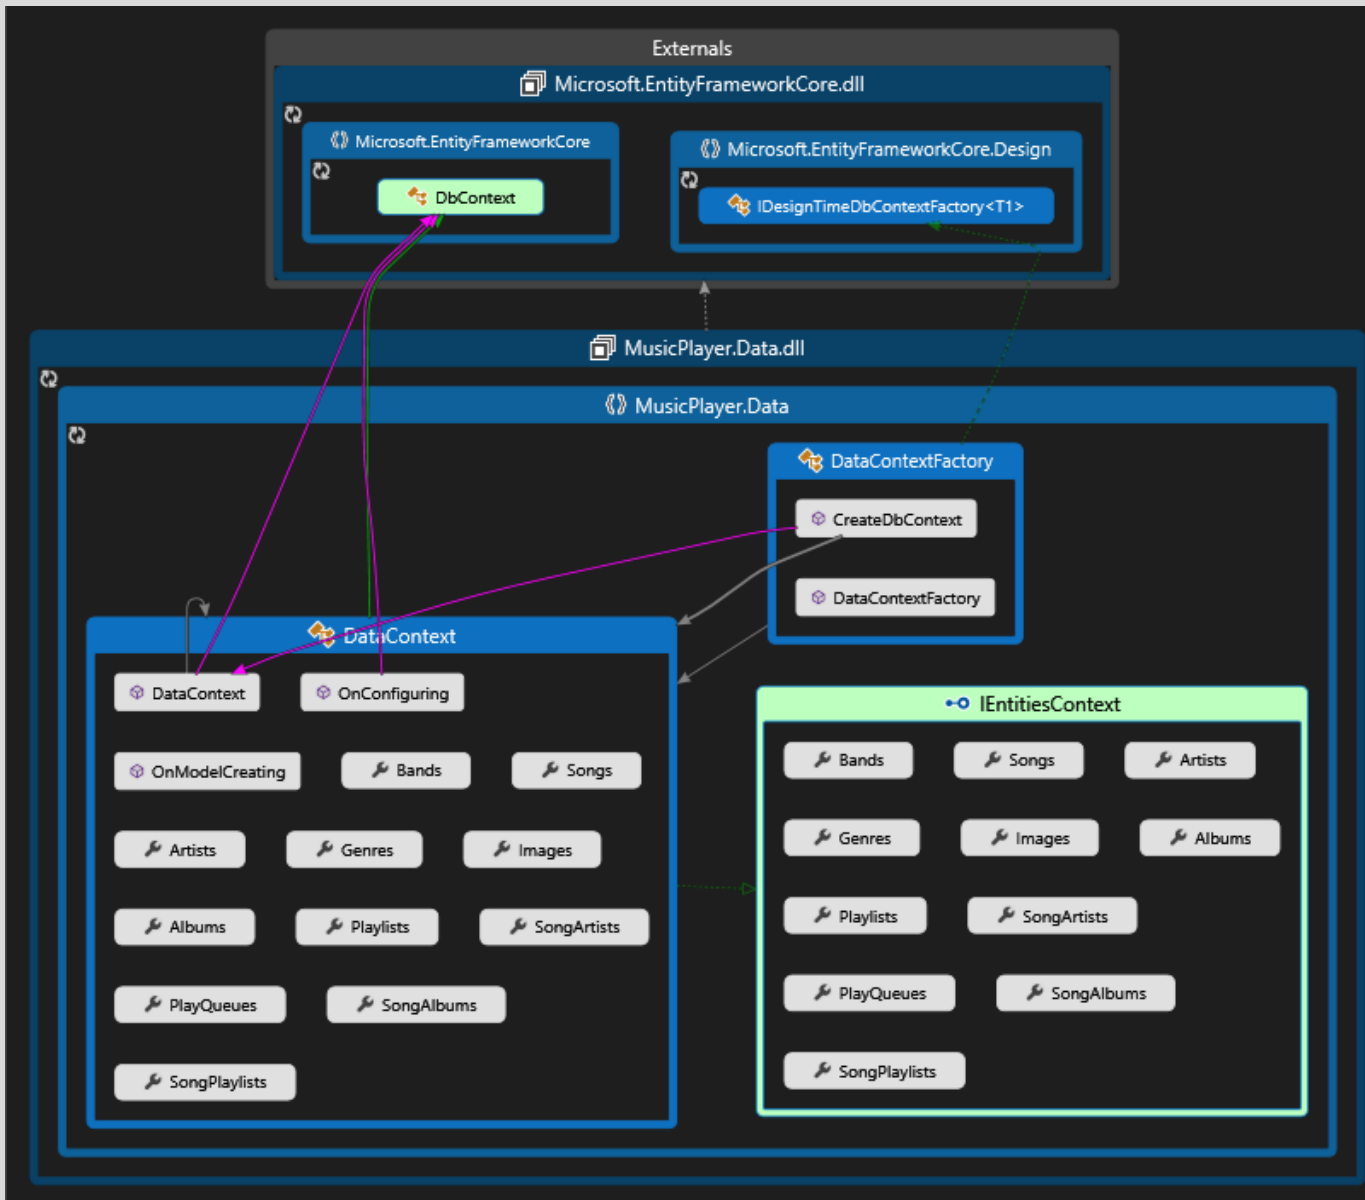 Externals
Microsoft.EntityFrameworkCore.dll
Microsoft.EntityFrameworkCore
Microsoft.EntityFrameworkCore.Design
DbContext
IDesignTimeDbContextFactory<T1>
MusicPlayer.Data.dll
MusicPlayer.Data
DataContextFactory
CreateDbContext
DataContextFactory
DataContext
DataContext
OnConfiguring
OnModelCreating
Bands
Songs
Artists
Genres
Images
Albums
Playlists
SongArtists
PlayQueues
SongAlbums
SongPlaylists
IEntitiesContext
Bands
Songs
Artists
Genres
Images
Albums
Playlists
SongArtists
PlayQueues
SongAlbums
SongPlaylists